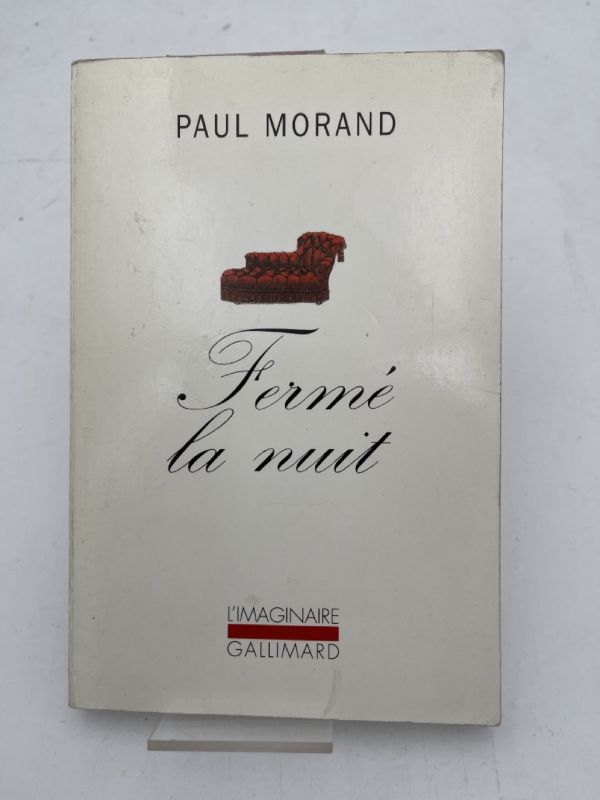 PAUL MORAND
Fermé
la nuit
L'IMAGINAIRE
GALLIMARD